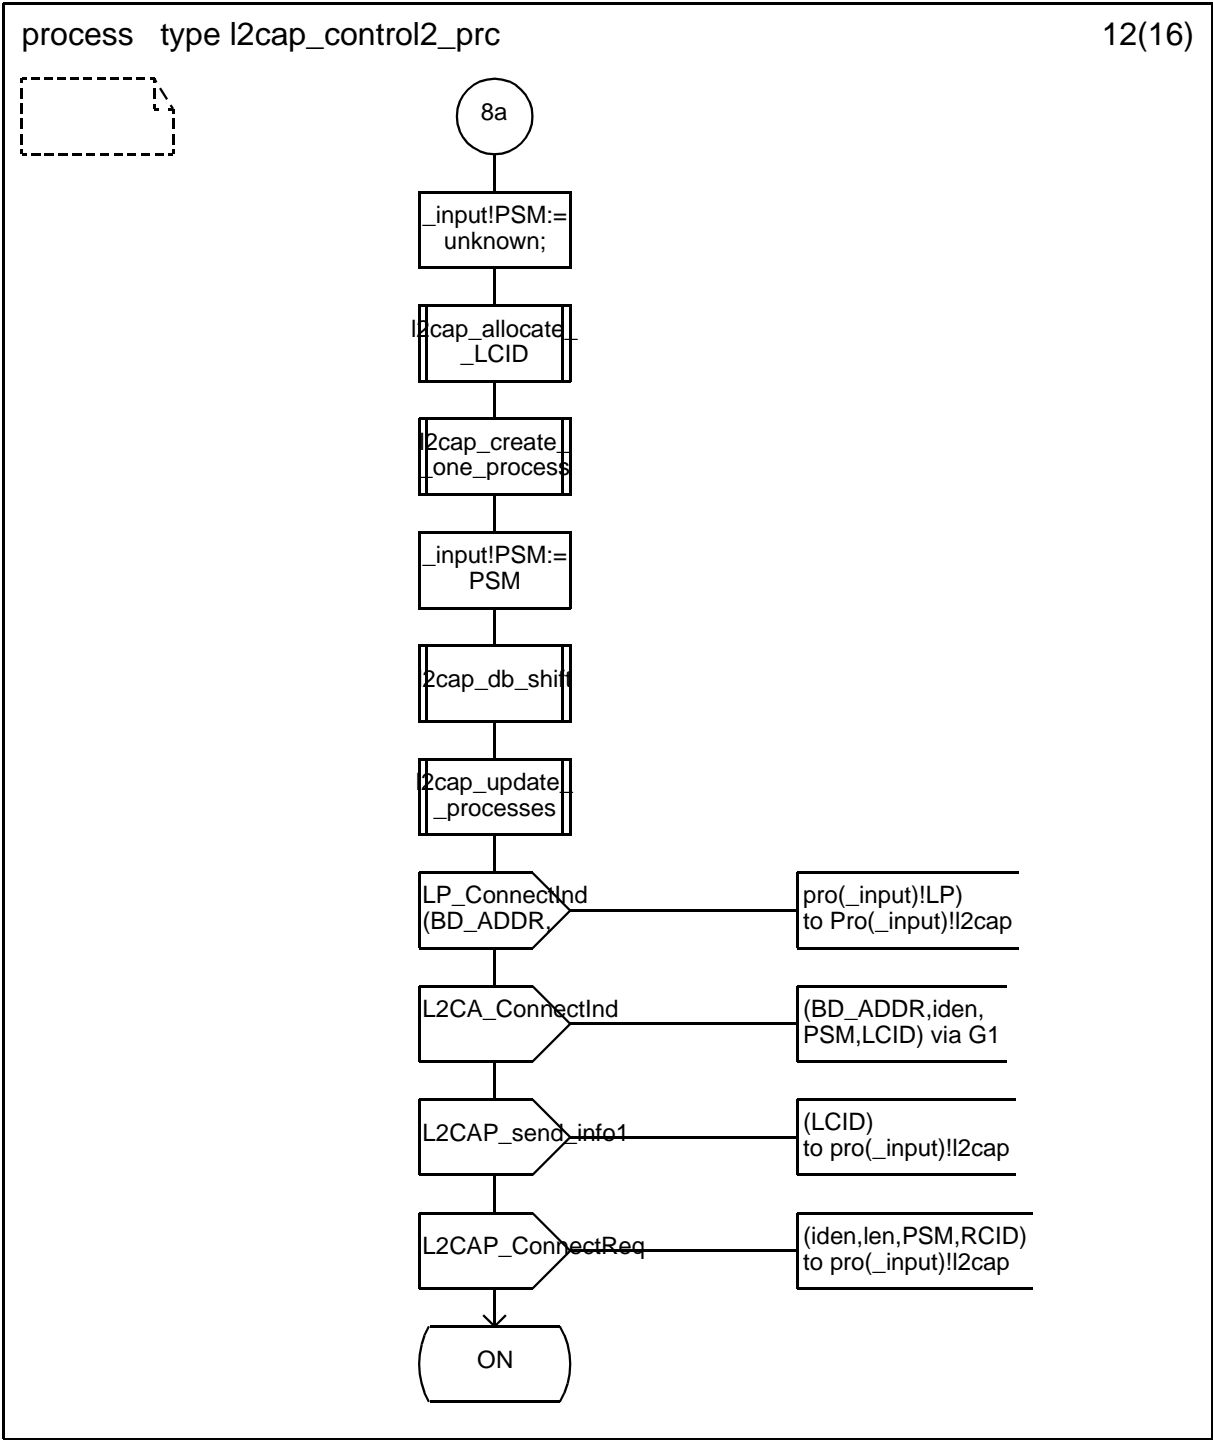 process type l2cap_control2_prc
12(16)
8a
_input!PSM:=
unknown;
l2cap_allocate_
_LCID
l2cap_create_
_one_process
_input!PSM:=
PSM
l2cap_db_shift
l2cap_update_
_processes
LP_ConnectInd
(BD_ADDR,
pro(_input)!LP)
to Pro(_input)!l2cap
L2CA_ConnectInd
(BD_ADDR,iden,
PSM,LCID) via G1
L2CAP_send_info1
(LCID)
to pro(_input)!l2cap
L2CAP_ConnectReq
(iden,len,PSM,RCID)
to pro(_input)!l2cap
ON